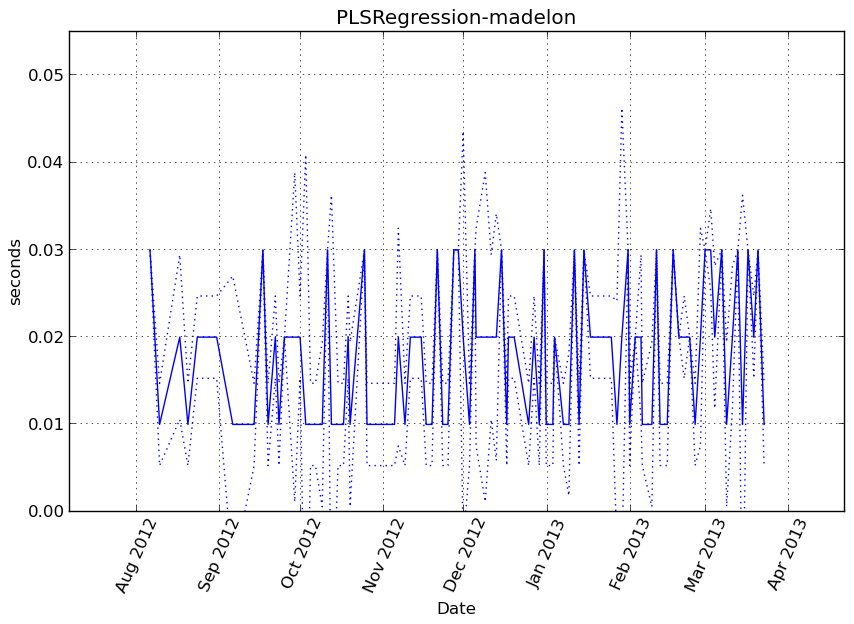 PLSRegression-madelon
seconds
0.05
0.04
0.03
0.02
0.01
0.00
Aug 2012
Sep 2012
Oct 2012
Nov 2012
Dec 2012
Jan 2013
Feb 2013
Mar 2013
Apr 2013
Date